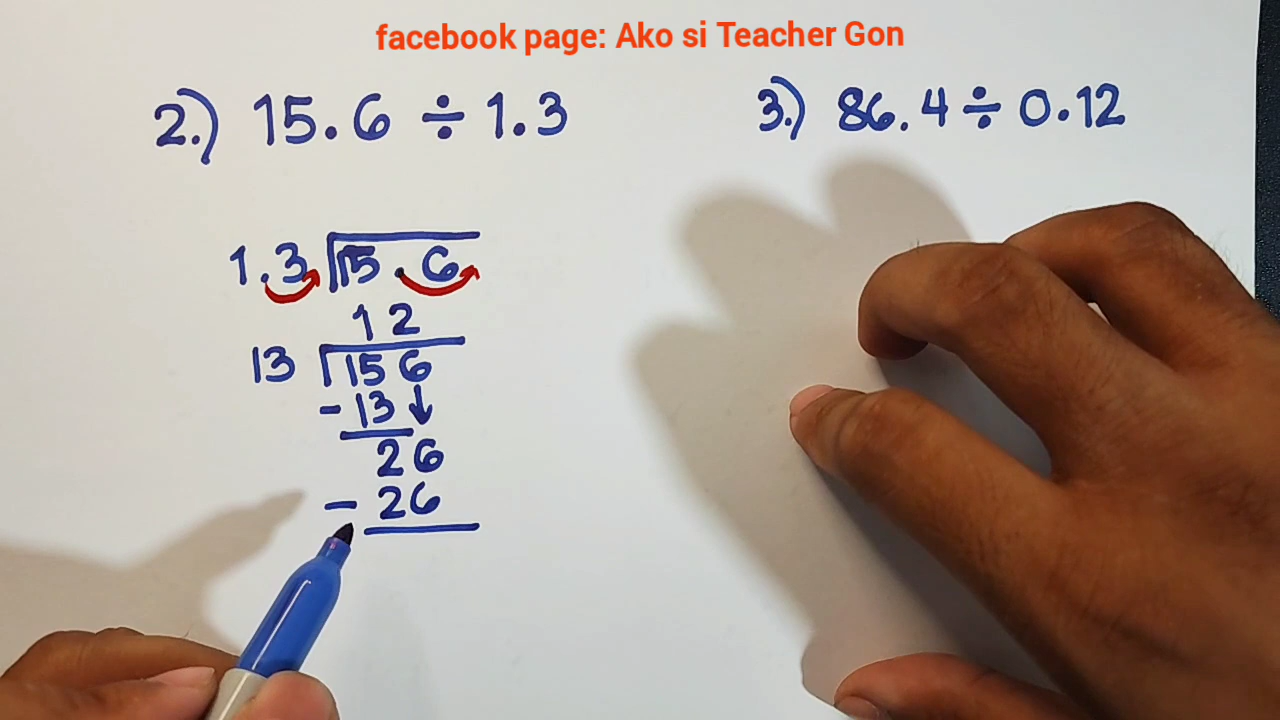 facebook page: Ako si Teacher Gon
2.) 15.6 ÷ 1.3
3.) 86.4 ÷ 0.12
1.3 15.6
12
13 156
- 13 ↓
26
- 26